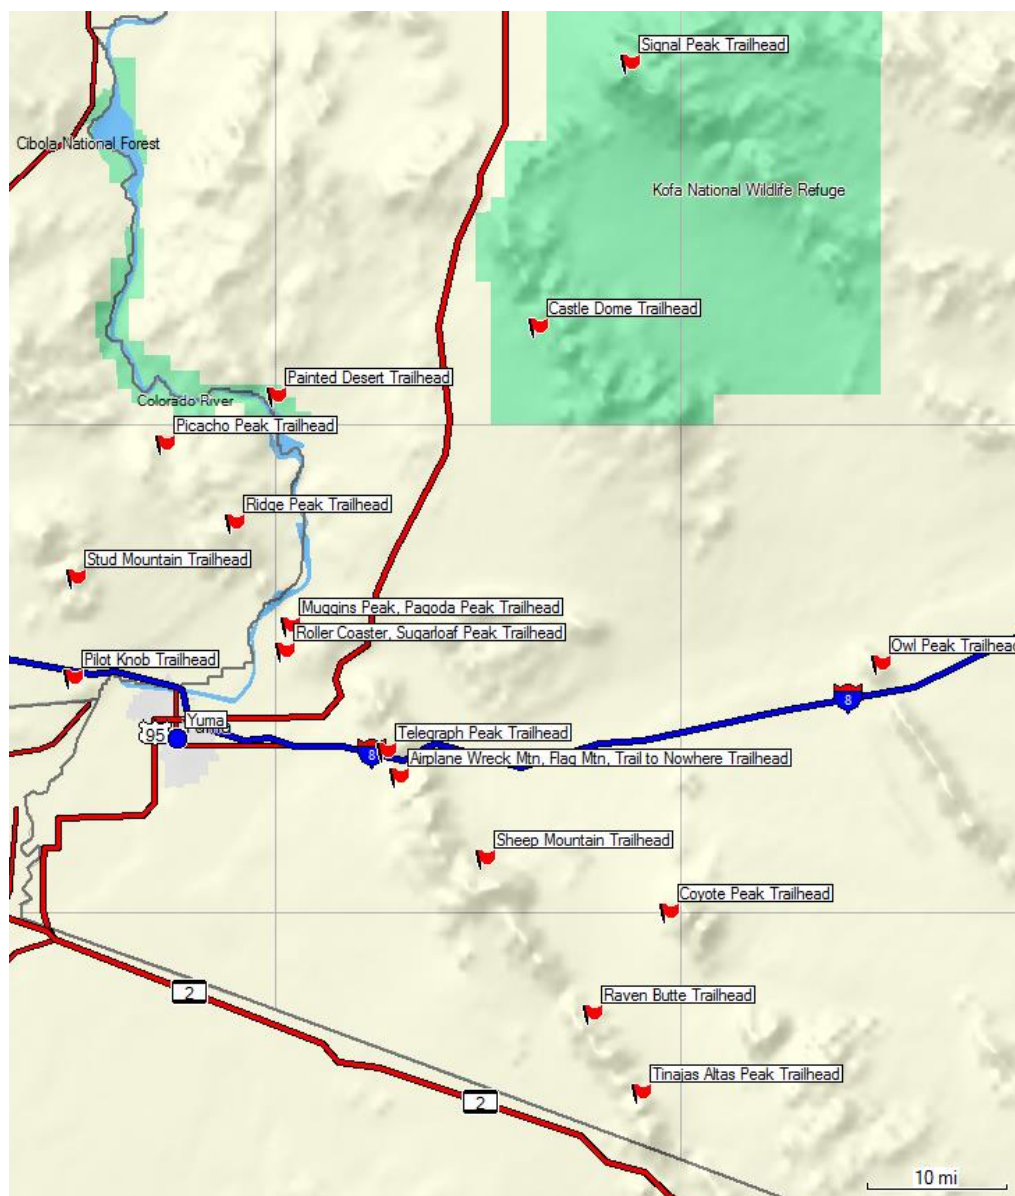 Signal Peak Trailhead
Cibola National Forest
Kofa National Wildlife Refuge
Castle Dome Trailhead
Painted Desert Trailhead
Colorado River
Picacho Peak Trailhead
Ridge Peak Trailhead
Stud Mountain Trailhead
Muggins Peak, Pagoda Peak Trailhead
Roller Coaster, Sugarloaf Peak Trailhead
Owl Peak Trailhead
Pilot Knob Trailhead
8
Yuma
95
Telegraph Peak Trailhead
8
Airplane Wreck Mtn, Flag Mtn, Trail to Nowhere Trailhead
Sheep Mountain Trailhead
Coyote Peak Trailhead
2
Raven Butte Trailhead
Tinajas Altas Peak Trailhead
2
10 mi